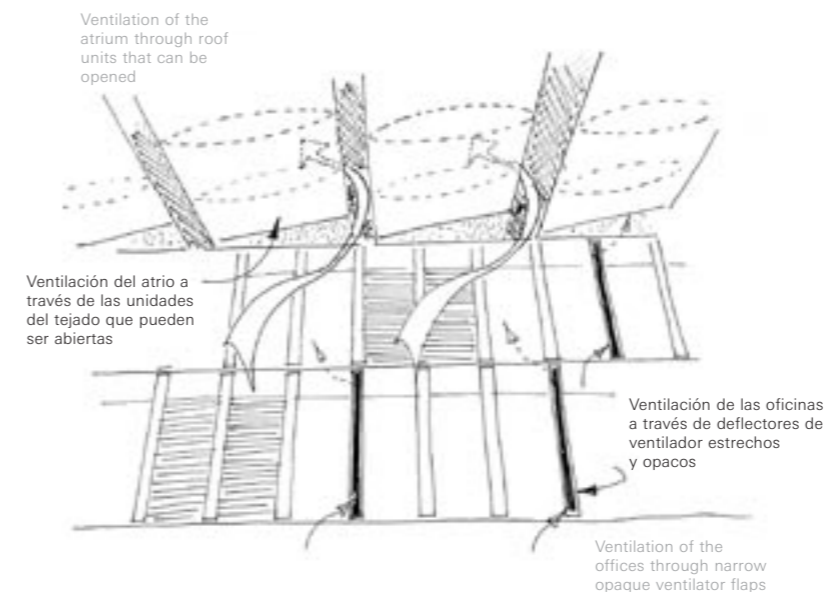 Ventilation of the
atrium through roof
units that can be
opened
Ventilación del atrio a
través de las unidades
del tejado que pueden
ser abiertas
Ventilación de las oficinas
a través de deflectores de
ventilador estrechos
y opacos
Ventilation of the
offices through narrow
opaque ventilator flaps